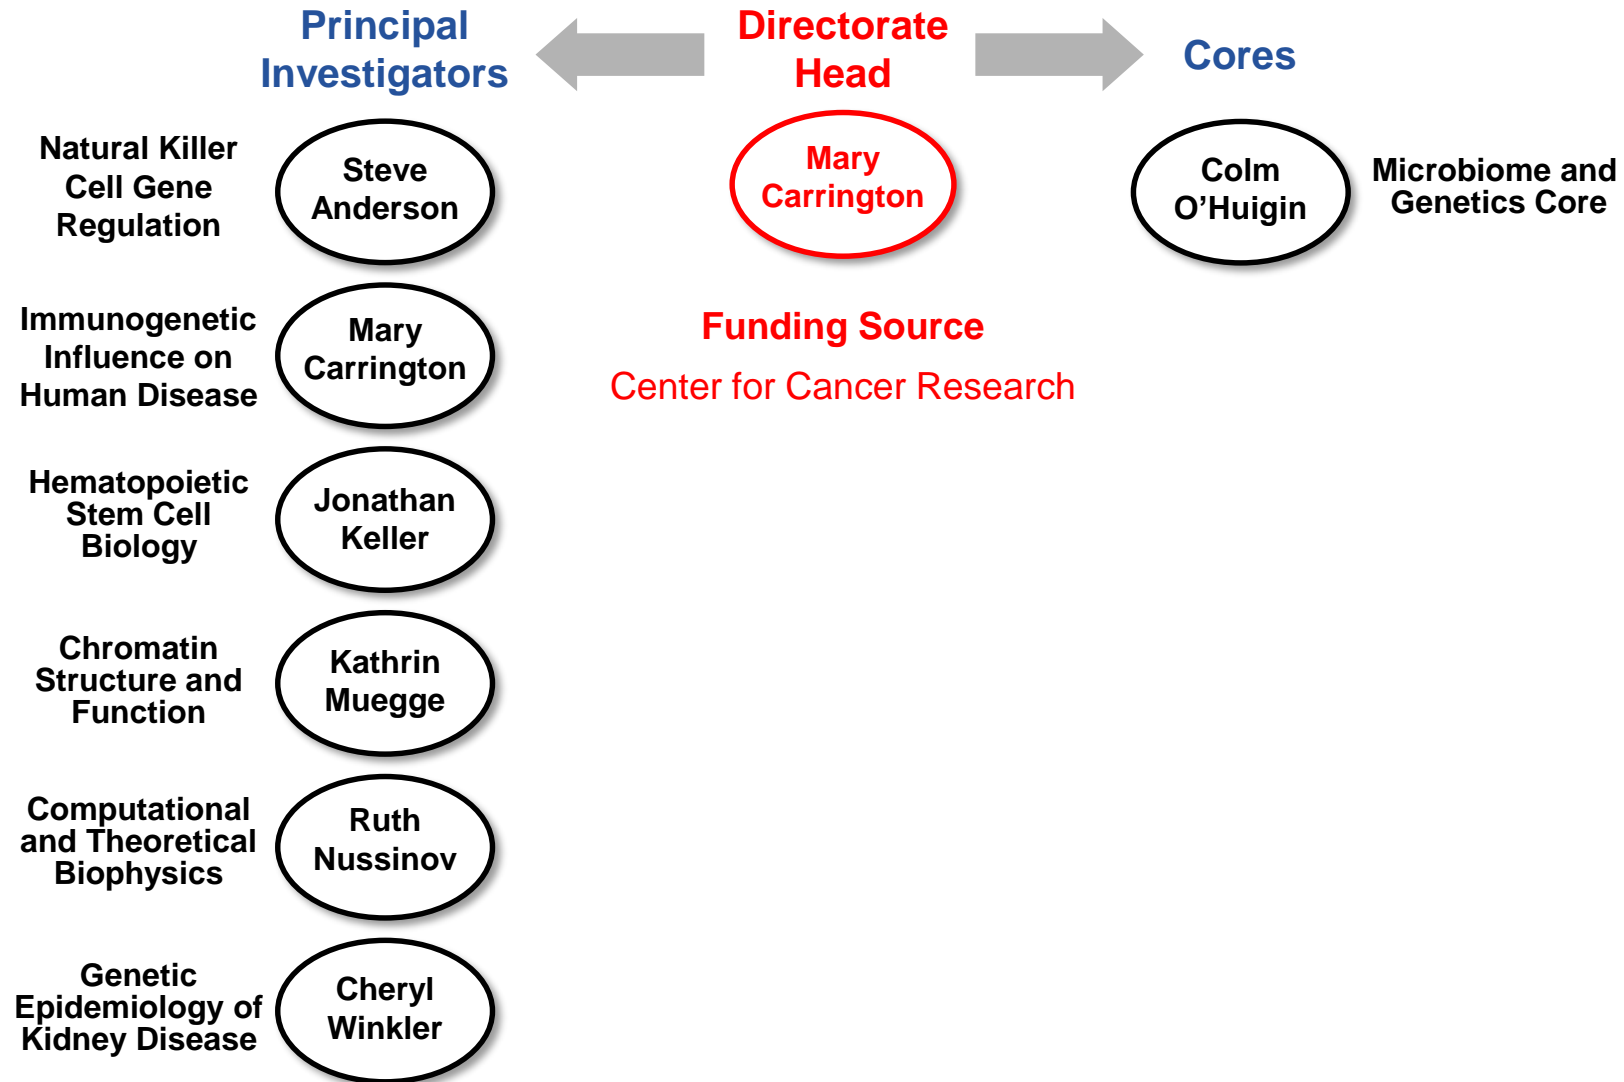 Principal
Investigators
Directorate
Head
Cores
Natural Killer
Cell Gene
Regulation
Steve
Anderson
Mary
Carrington
Colm
O’Huigin
Microbiome and
Genetics Core
Immunogenetic
Influence on
Human Disease
Mary
Carrington
Funding Source
Center for Cancer Research
Hematopoietic
Stem Cell
Biology
Jonathan
Keller
Chromatin
Structure and
Function
Kathrin
Muegge
Computational
and Theoretical
Biophysics
Ruth
Nussinov
Genetic
Epidemiology of
Kidney Disease
Cheryl
Winkler